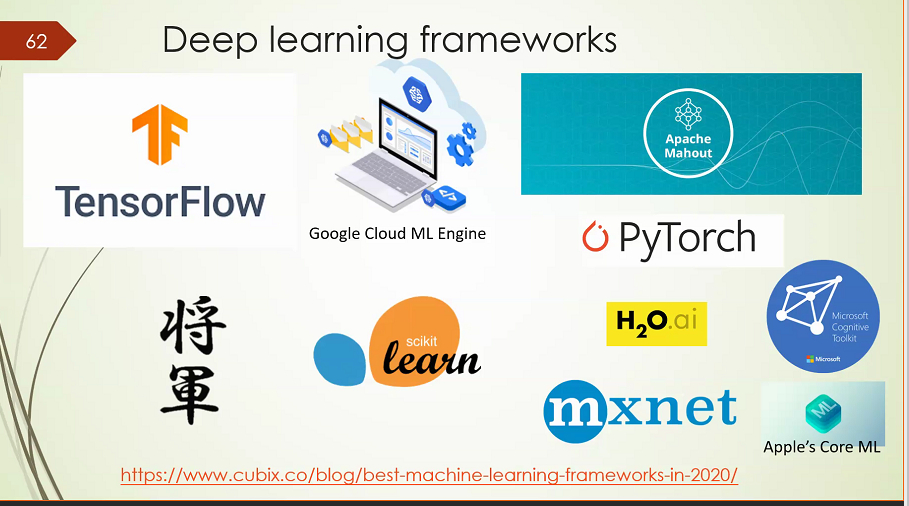 62
Deep learning frameworks
TensorFlow
Google Cloud ML Engine
Apache
Mahout
PyTorch
将
軍
scikit
learn
H2O.ai
Microsoft
Cognitive
Toolkit
Microsoft
mxnet
ML
Apple's Core ML
https://www.cubix.co/blog/best-machine-learning-frameworks-in-2020/